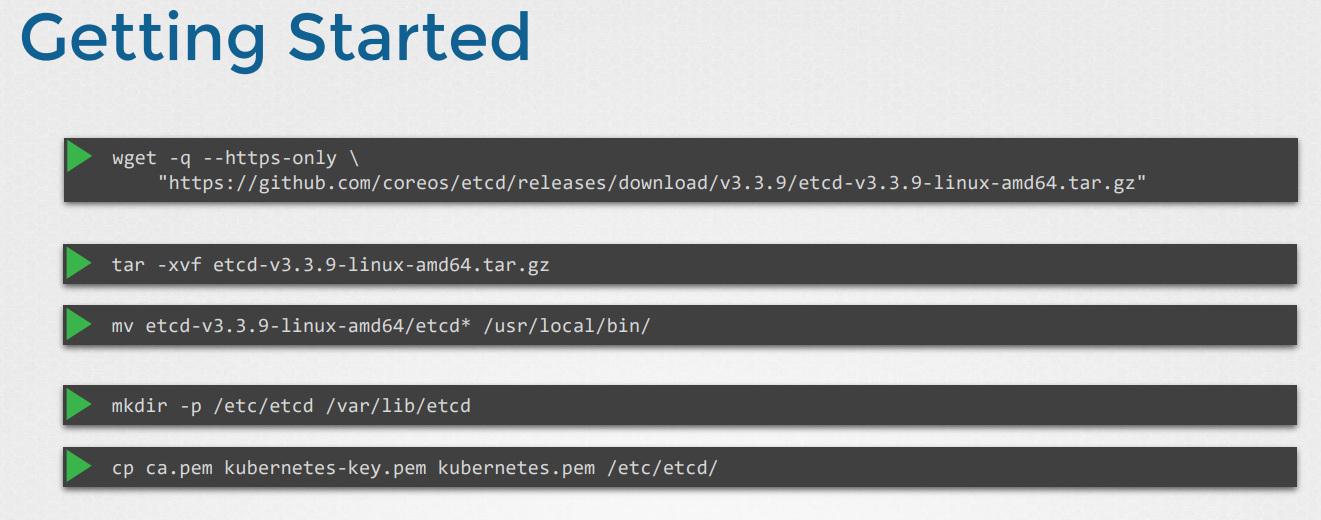 Getting Started
wget -q --https-only \
"https://github.com/coreos/etcd/releases/download/v3.3.9/etcd-v3.3.9-linux-amd64.tar.gz"
tar -xvf etcd-v3.3.9-linux-amd64.tar.gz
mv etcd-v3.3.9-linux-amd64/etcd* /usr/local/bin/
mkdir -p /etc/etcd /var/lib/etcd
cp ca.pem kubernetes-key.pem kubernetes.pem /etc/etcd/